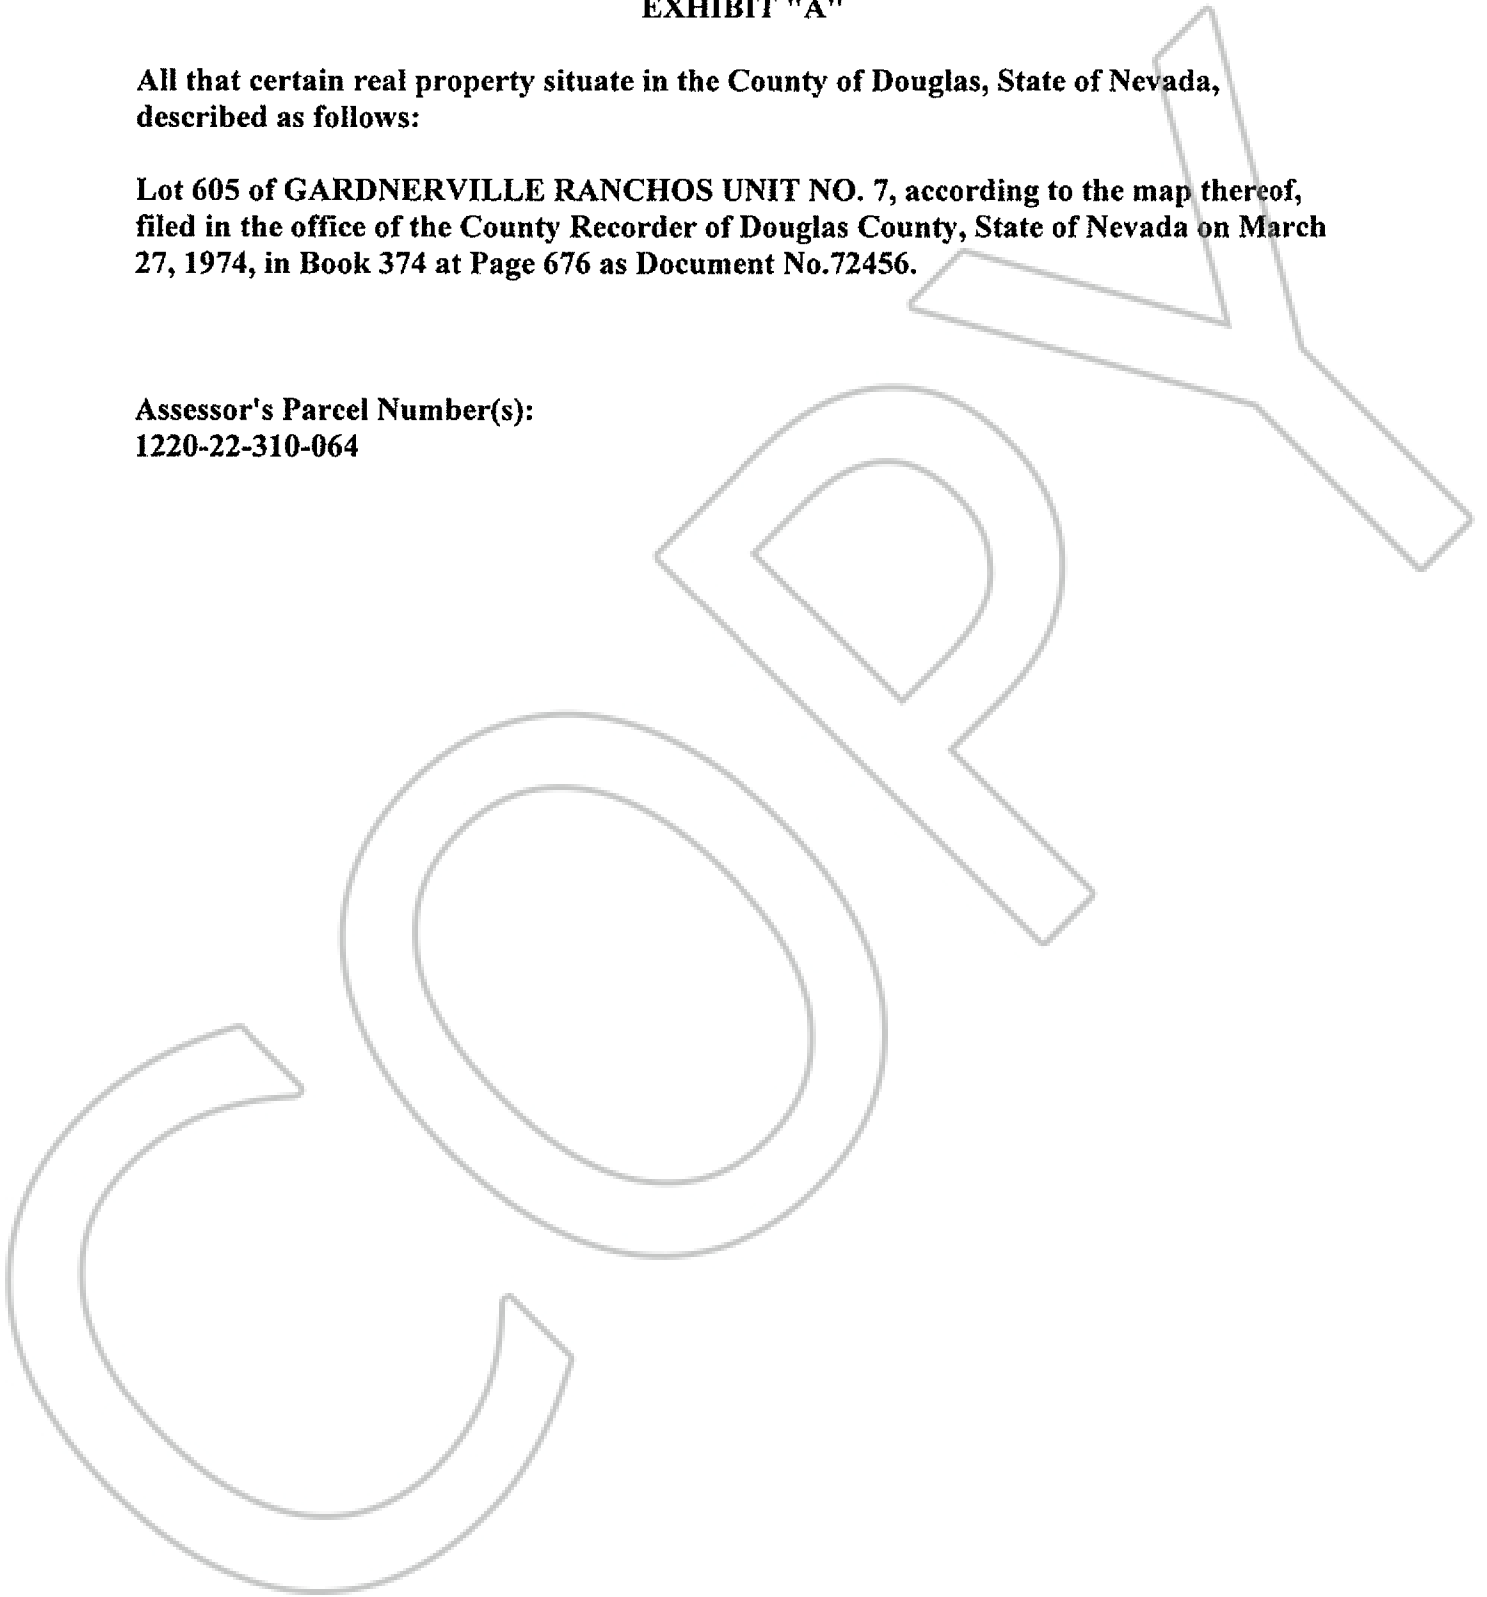 EXHIBIT "A"
All that certain real property situate in the County of Douglas, State of Nevada,
described as follows:
Lot 605 of GARDNERVILLE RANCHOS UNIT NO. 7, according to the map thereof,
filed in the office of the County Recorder of Douglas County, State of Nevada on March
27, 1974, in Book 374 at Page 676 as Document No.72456.
Assessor's Parcel Number(s):
1220-22-310-064
COPY